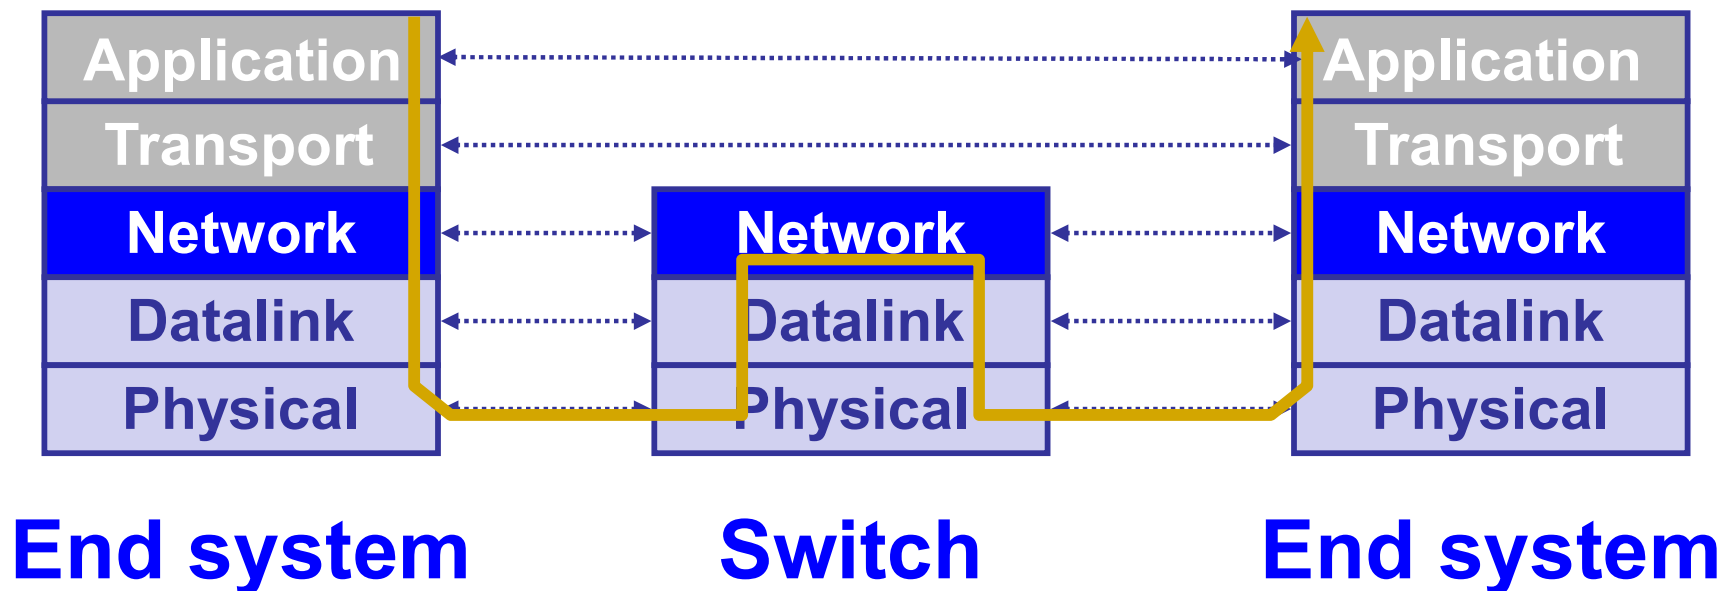 Application
Application
Transport
Transport
Network
Network
Network
Datalink
Datalink
Datalink
Physical
Physical
Physical
End system
Switch
End system